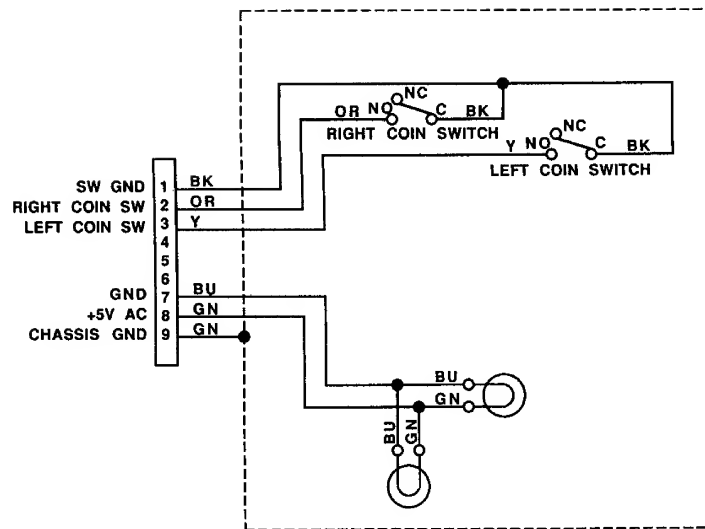 NC
OR NO C BK
RIGHT COIN SWITCH
NC
Y NO C BK
LEFT COIN SWITCH
SW GND 1 BK
RIGHT COIN SW 2 OR
LEFT COIN SW 3 Y
4
5
6
GND 7 BU
+5V AC 8 GN
CHASSIS GND 9 GN
BU
GN
BU GN